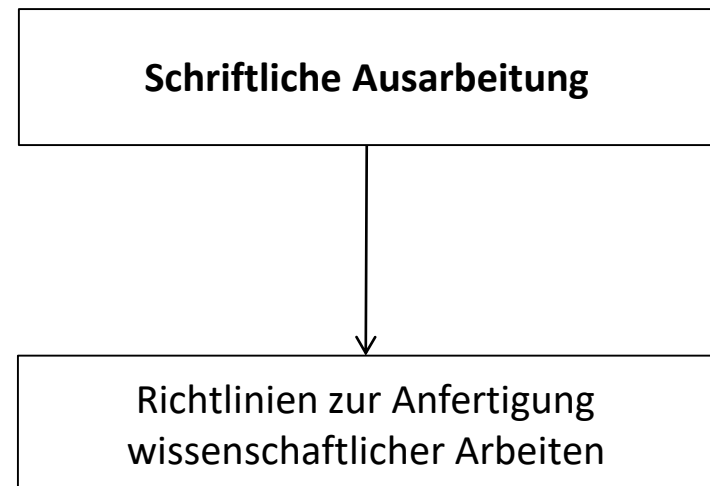 Schriftliche Ausarbeitung
Richtlinien zur Anfertigung
wissenschaftlicher Arbeiten